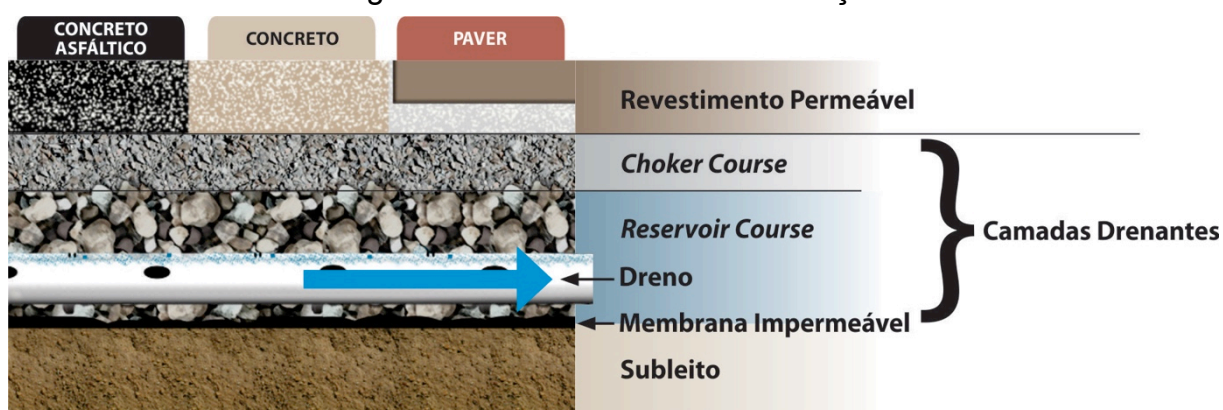 CONCRETO
ASFÁLTICO
CONCRETO
PAVER
Revestimento Permeável
Choker Course
Reservoir Course
Camadas Drenantes
Dreno
Membrana Impermeável
Subleito